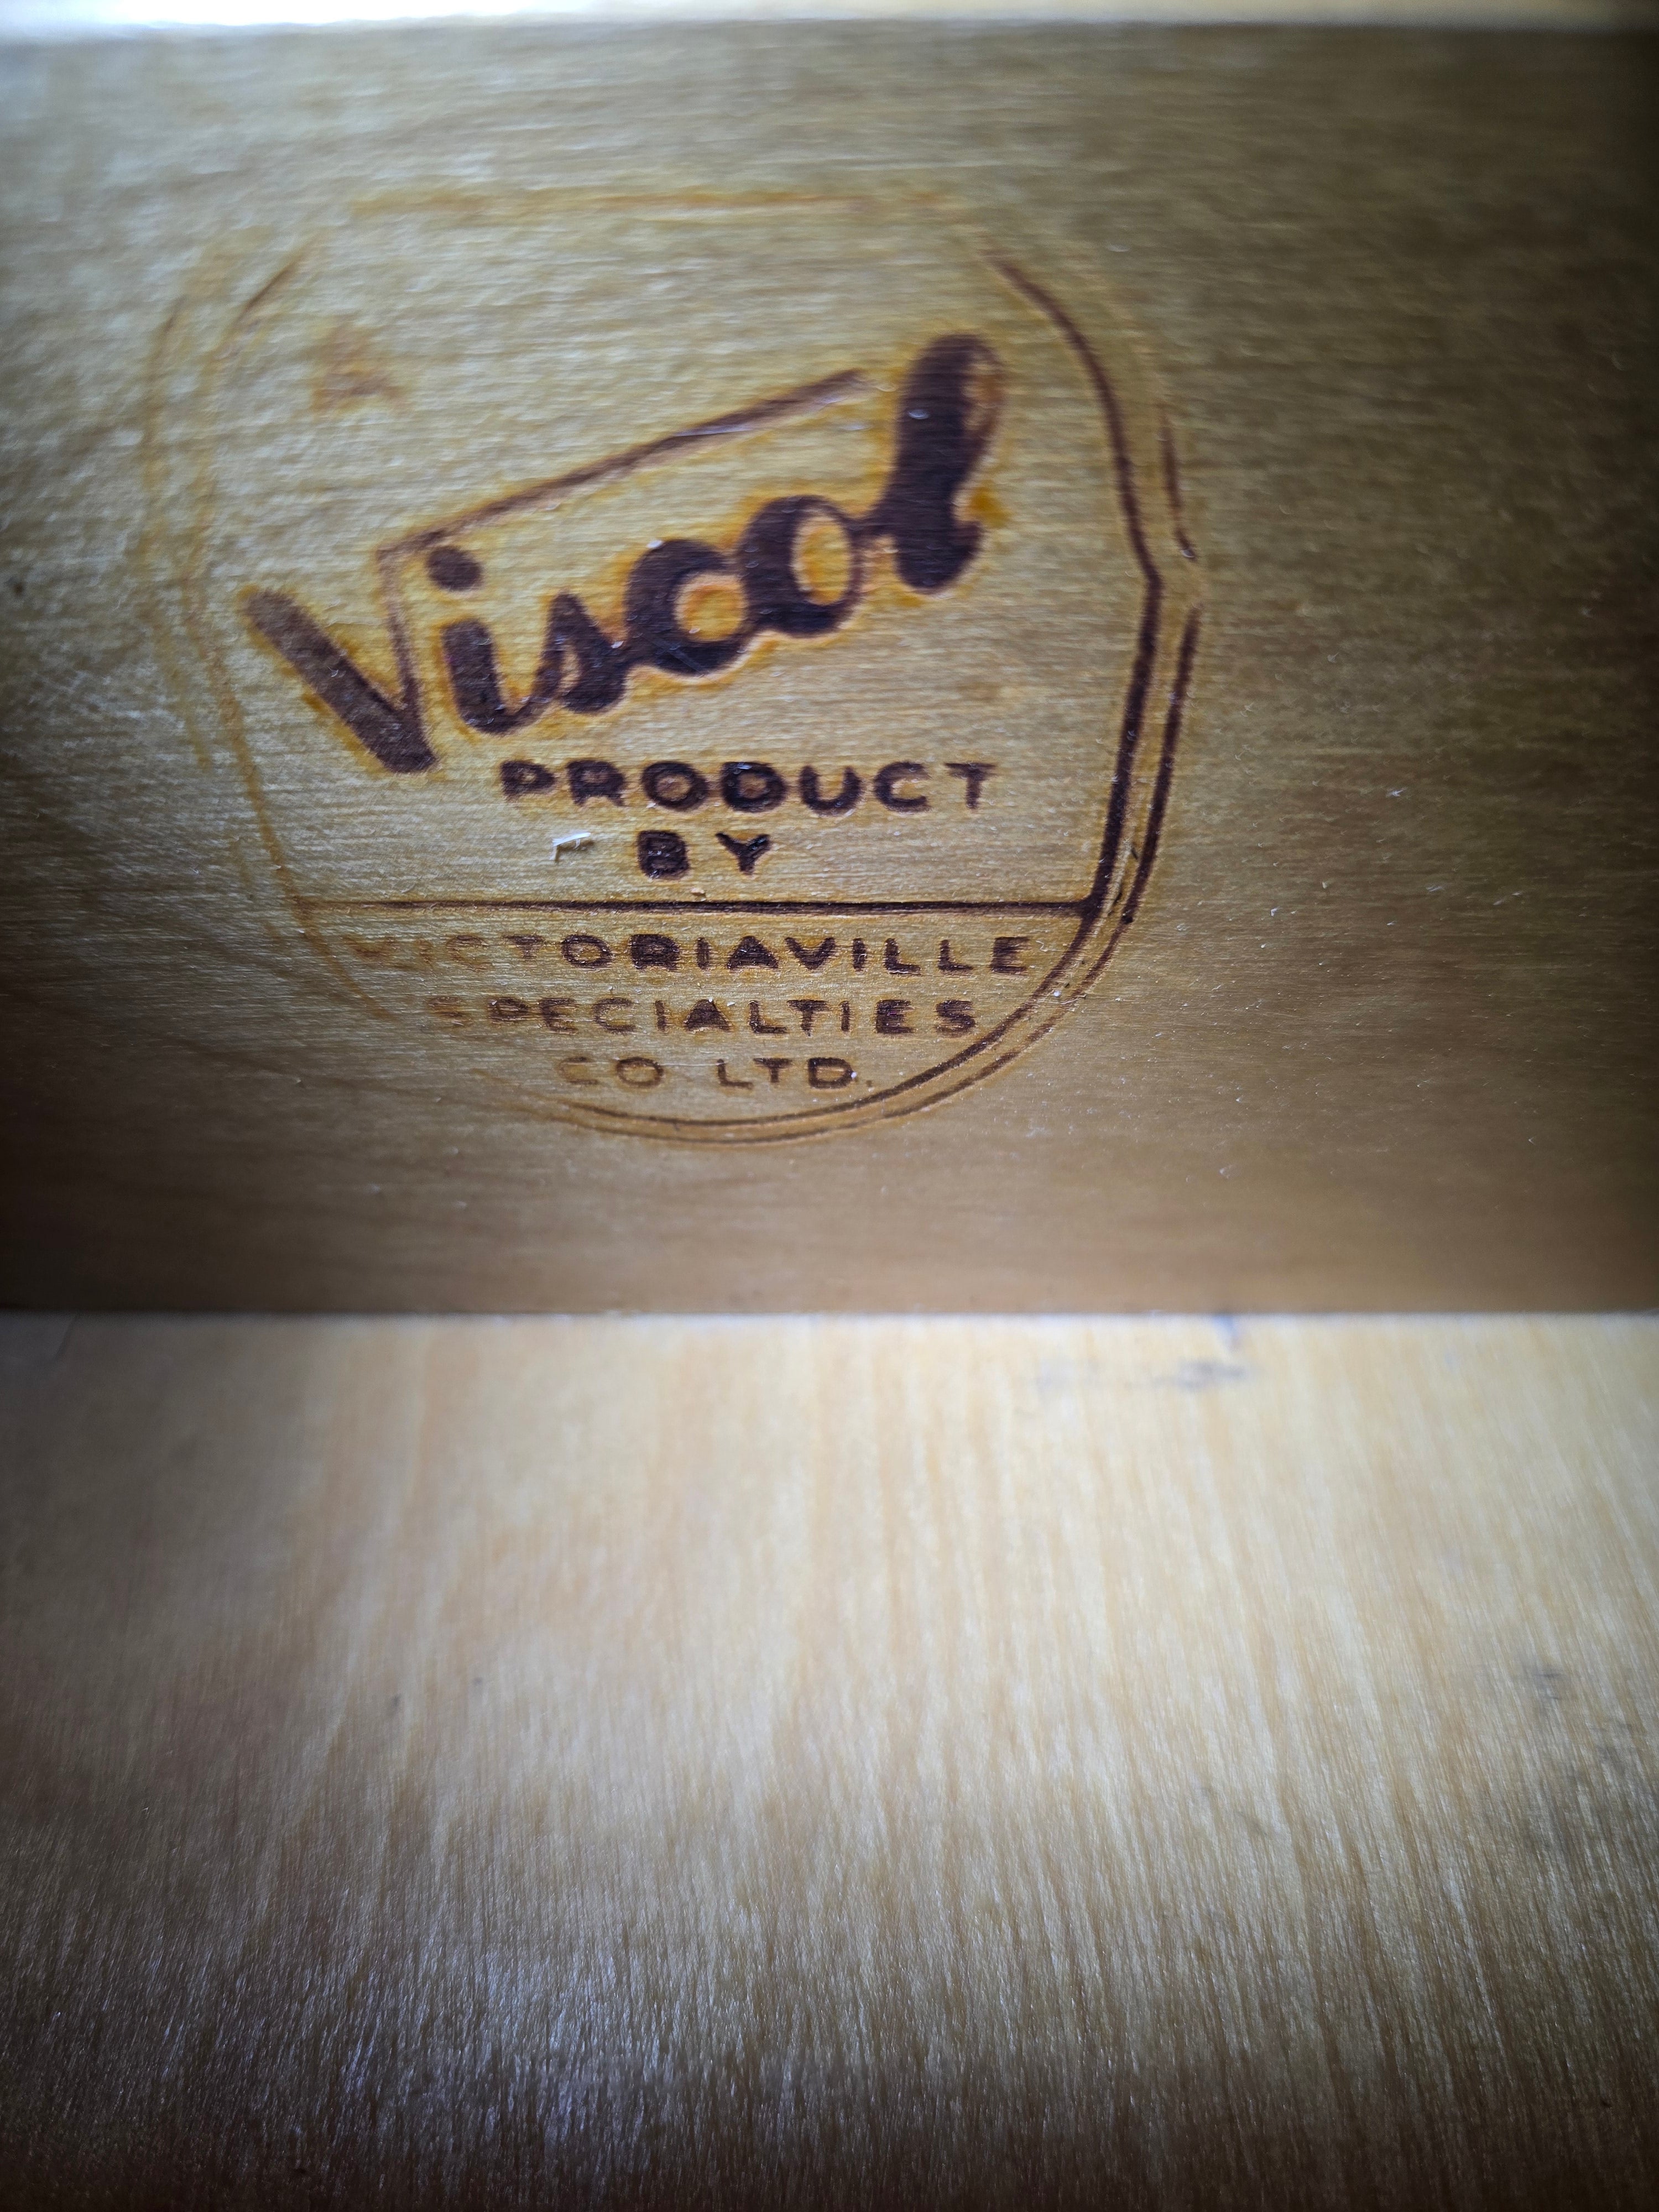 A
Viscol
PRODUCT
BY
VICTORIAVILLE
SPECIALTIES
CO LTD.